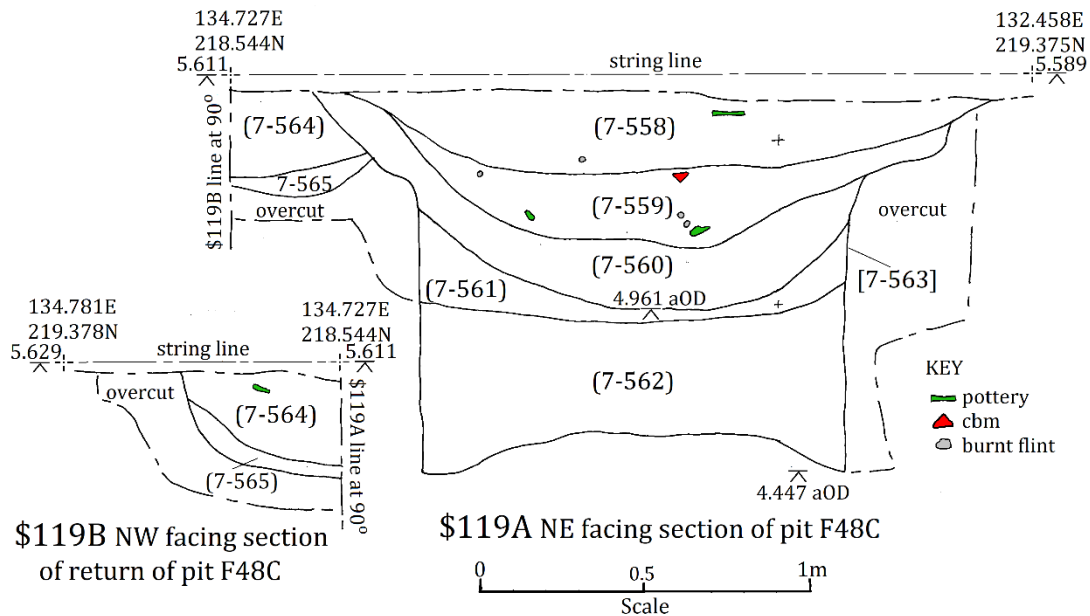 134.727E
218.544N
5.611
string line
132.458E
219.375N
5.589
$119B line at 90°
(7-564)
7-565
overcut
(7-558)
(7-559)
(7-560)
(7-561)
4.961 aOD
[7-563]
overcut
(7-562)
4.447 aOD
134.781E
219.378N
5.629
string line
134.727E
218.544N
5.611
overcut
(7-564)
(7-565)
$119A line at 90°
KEY
pottery
cbm
burnt flint
$119B NW facing section
of return of pit F48C
$119A NE facing section of pit F48C
0 0.5 1m
Scale